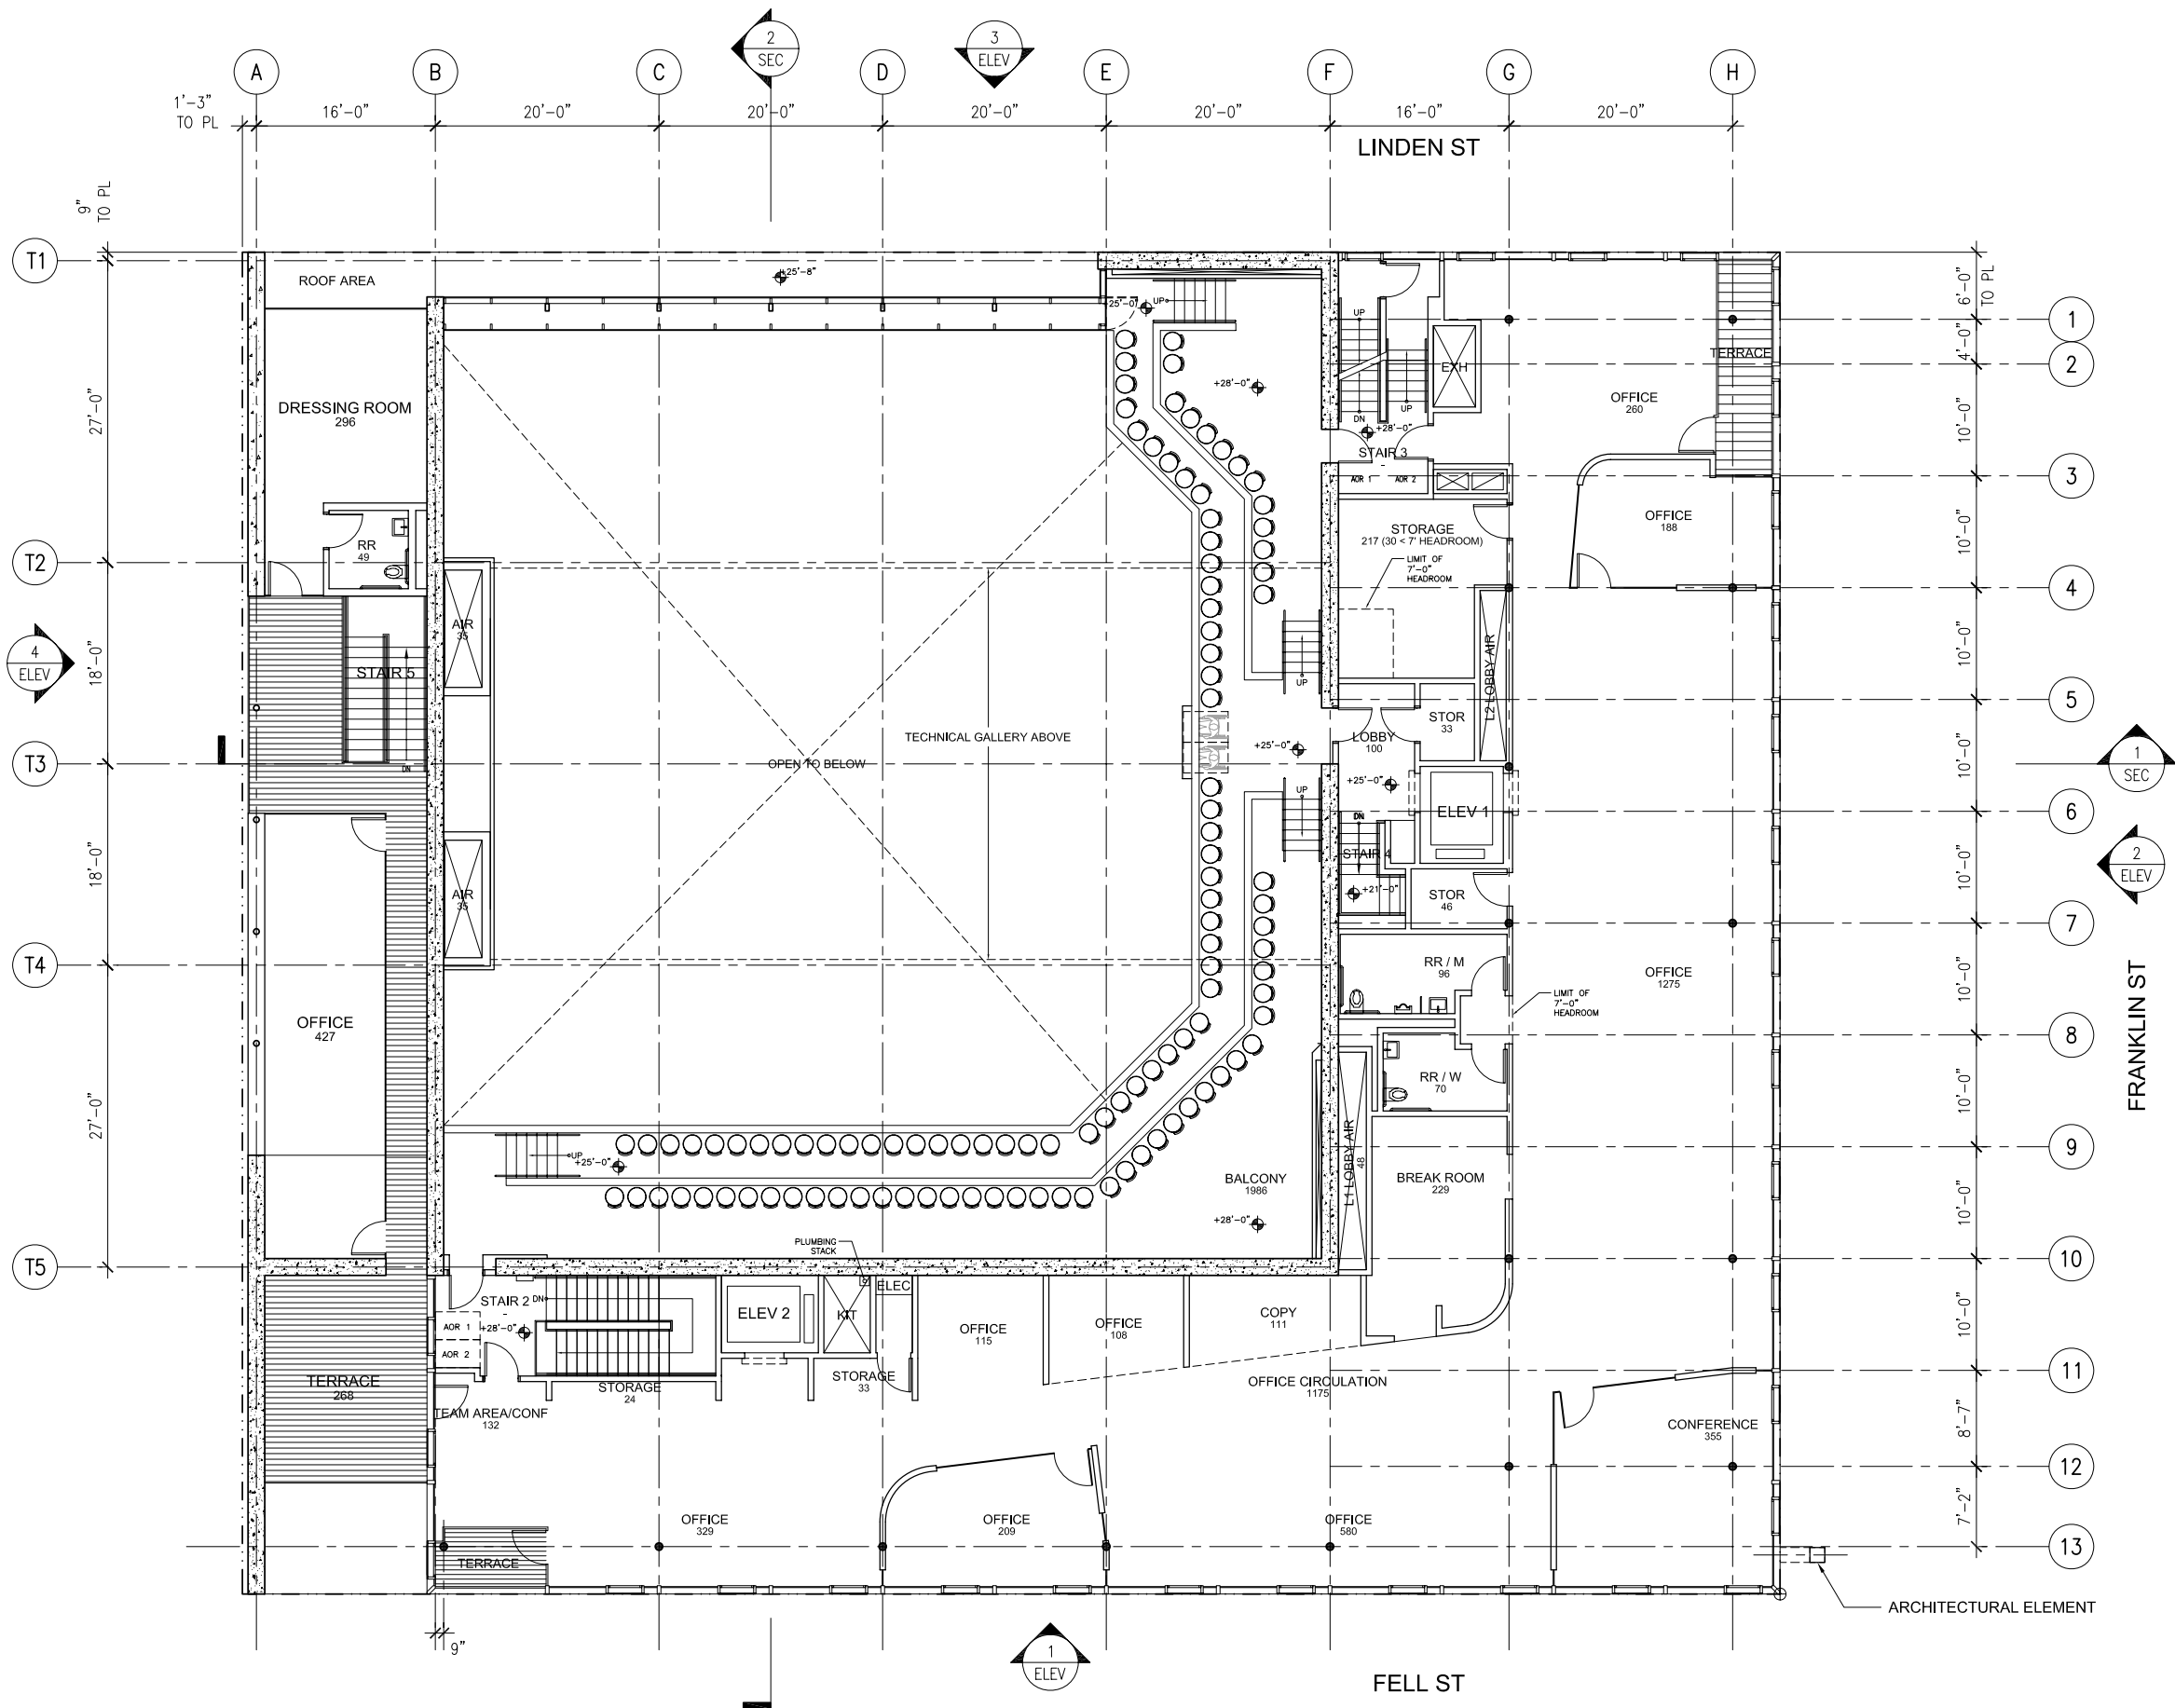 2
SEC
3
ELEV
A
B
C
D
E
F
G
H
1'-3"
TO PL
16'-0"
20'-0"
20'-0"
20'-0"
20'-0"
16'-0"
20'-0"
LINDEN ST
9"
TO PL
6'-0"
TO PL
T1
ROOF AREA
+25'-8"
+25'-0"
UP
1
4'-0"
2
UP
UP
DN
EXH
TERRACE
27'-0"
DRESSING ROOM
296
+28'-0"
OFFICE
260
10'-0"
+28'-0"
STAIR 3
-
AOR 1
AOR 2
3
RR
49
STORAGE
217 (30 < 7' HEADROOM)
OFFICE
188
10'-0"
T2
LIMIT OF
7'-0"
HEADROOM
4
AIR
35
4
ELEV
18'-0"
STAIR 5
DN
UP
L2 LOBBY AIR
10'-0"
5
STOR
33
LOBBY
100
TECHNICAL GALLERY ABOVE
+25'-0"
T3
OPEN TO BELOW
+25'-0"
10'-0"
1
SEC
UP
ELEV 1
6
DN
STAIR 4
18'-0"
AIR
35
+21'-0"
STOR
46
10'-0"
2
ELEV
7
T4
RR / M
96
OFFICE
1275
10'-0"
LIMIT OF
7'-0"
HEADROOM
OFFICE
427
8
FRANKLIN ST
RR / W
70
10'-0"
27'-0"
9
UP
+25'-0"
L1 LOBBY AIR
48
BALCONY
1986
BREAK ROOM
229
10'-0"
+28'-0"
PLUMBING
STACK
T5
10
STAIR 2
-
DN
ELEV 2
KIT
ELEC
AOR 1
+28'-0"
AOR 2
OFFICE
115
OFFICE
108
COPY
111
10'-0"
11
TERRACE
268
STORAGE
24
STORAGE
33
OFFICE CIRCULATION
1175
TEAM AREA/CONF
132
CONFERENCE
355
8'-7"
12
OFFICE
329
OFFICE
209
OFFICE
580
7'-2"
13
TERRACE
ARCHITECTURAL ELEMENT
9"
1
ELEV
FELL ST